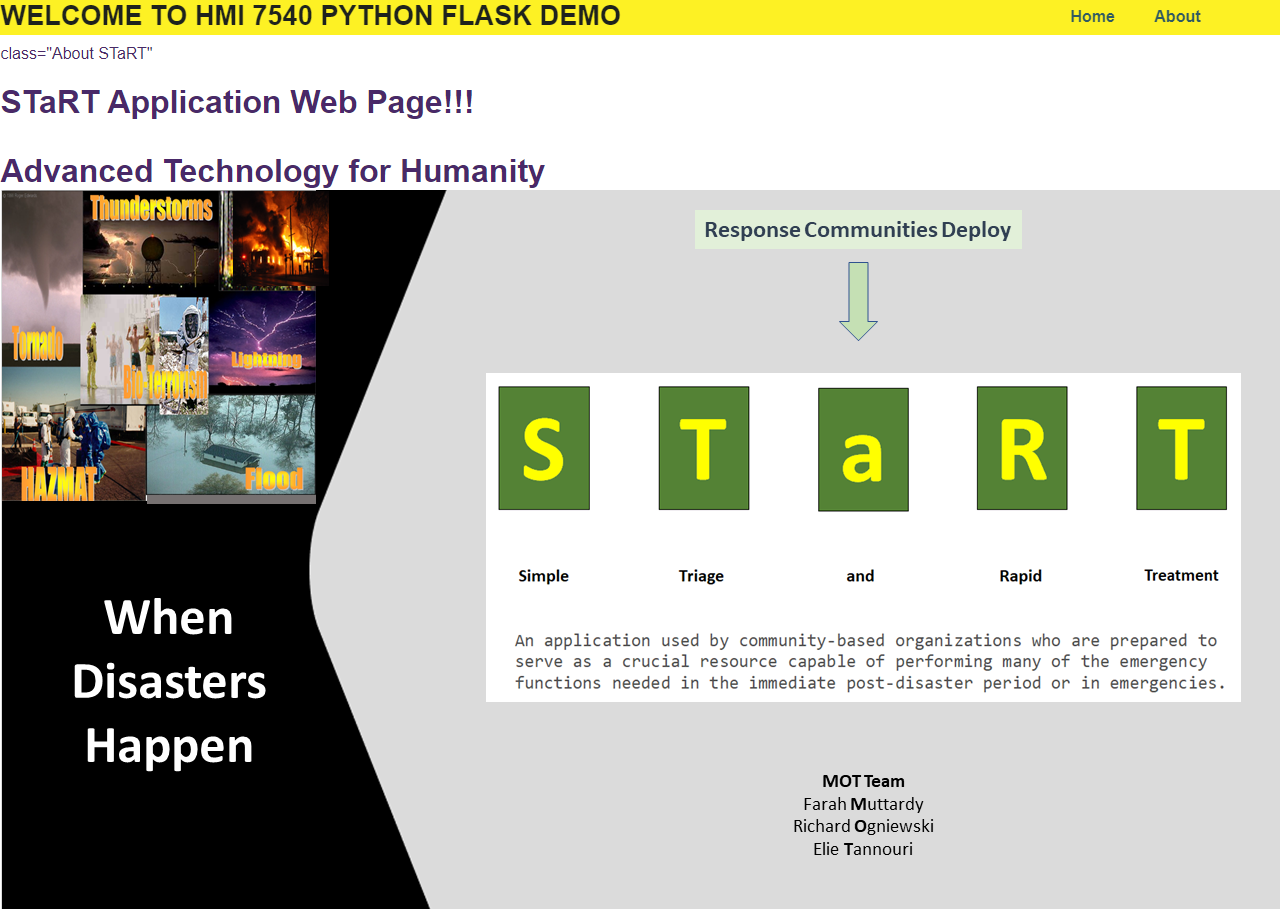 WELCOME TO HMI 7540 PYTHON FLASK DEMO
Home About
class="About STaRT"
STaRT Application Web Page!!!
Advanced Technology for Humanity
Thunderstorms
Tornado
Bio-Terrorism
Lightning
HAZMAT
Flood
When
Disasters
Happen
Response Communities Deploy
S T a R T
Simple Triage and Rapid Treatment
An application used by community-based organizations who are prepared to
serve as a crucial resource capable of performing many of the emergency
functions needed in the immediate post-disaster period or in emergencies.
MOT Team
Farah Muttardy
Richard Ogniewski
Elie Tannouri